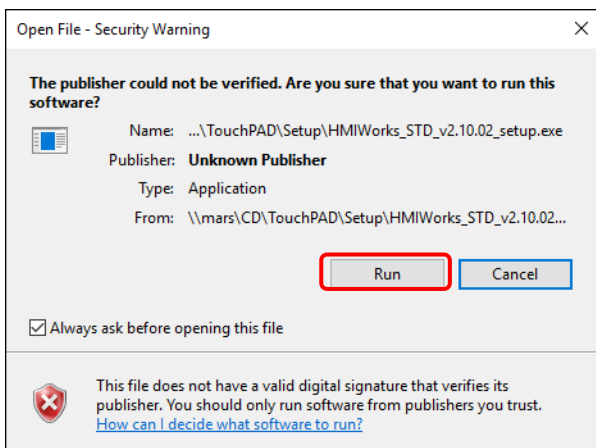 Open File - Security Warning
The publisher could not be verified. Are you sure that you want to run this
software?
Name: ...\TouchPAD\Setup\HMIWorks_STD_v2.10.02_setup.exe
Publisher: Unknown Publisher
Type: Application
From: \\mars\CD\TouchPAD\Setup\HMIWorks_STD_v2.10.02...
Run Cancel
Always ask before opening this file
This file does not have a valid digital signature that verifies its
publisher. You should only run software from publishers you trust.
How can I decide what software to run?